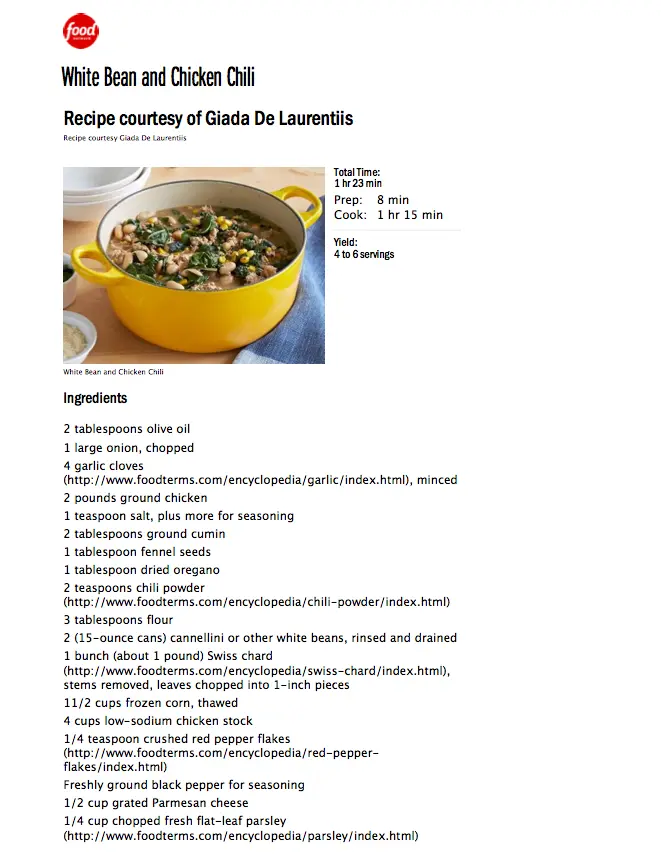 food
network
White Bean and Chicken Chili
Recipe courtesy of Giada De Laurentiis
Recipe courtesy Giada De Laurentiis
Total Time:
1 hr 23 min
Prep: 8 min
Cook: 1 hr 15 min
Yield:
4 to 6 servings
White Bean and Chicken Chili
Ingredients
2 tablespoons olive oil
1 large onion, chopped
4 garlic cloves
(http://www.foodterms.com/encyclopedia/garlic/index.html), minced
2 pounds ground chicken
1 teaspoon salt, plus more for seasoning
2 tablespoons ground cumin
1 tablespoon fennel seeds
1 tablespoon dried oregano
2 teaspoons chili powder
(http://www.foodterms.com/encyclopedia/chili-powder/index.html)
3 tablespoons flour
2 (15-ounce cans) cannellini or other white beans, rinsed and drained
1 bunch (about 1 pound) Swiss chard
(http://www.foodterms.com/encyclopedia/swiss-chard/index.html),
stems removed, leaves chopped into 1-inch pieces
11/2 cups frozen corn, thawed
4 cups low-sodium chicken stock
1/4 teaspoon crushed red pepper flakes
(http://www.foodterms.com/encyclopedia/red-pepper-
flakes/index.html)
Freshly ground black pepper for seasoning
1/2 cup grated Parmesan cheese
1/4 cup chopped fresh flat-leaf parsley
(http://www.foodterms.com/encyclopedia/parsley/index.html)